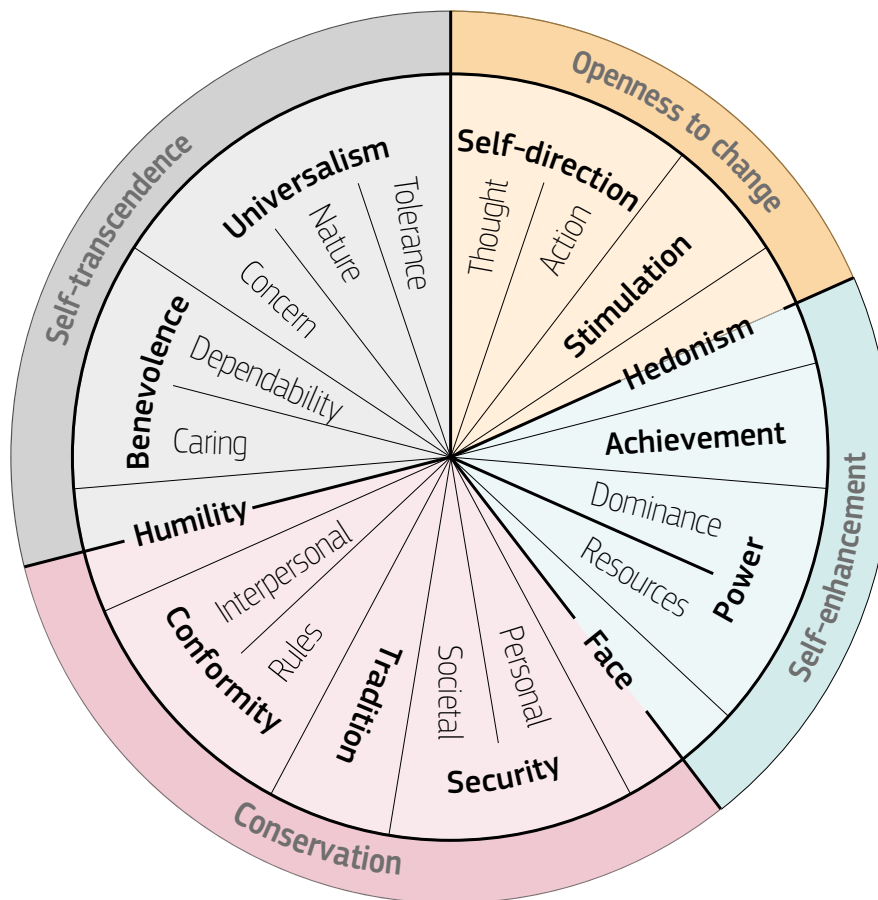 Openness to change
Self-direction
Thought
Action
Stimulation
Hedonism
Self-enhancement
Achievement
Power
Dominance
Resources
Face
Conservation
Security
Personal
Societal
Tradition
Conformity
Rules
Interpersonal
Humility
Self-transcendence
Benevolence
Caring
Dependability
Universalism
Concern
Nature
Tolerance